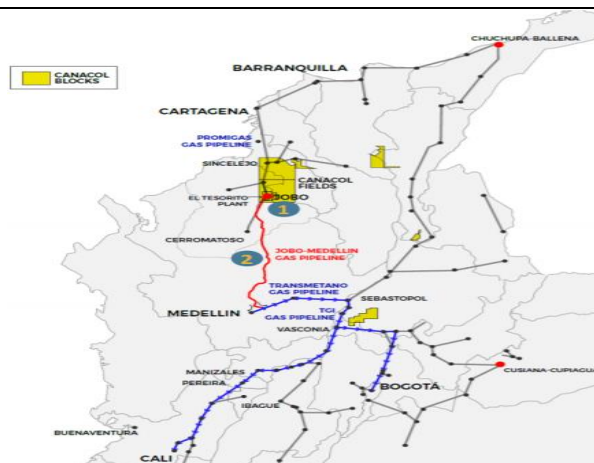 CHUCHUPA-BALLENA
BARRANQUILLA
CANACOL
BLOCKS
CARTAGENA
PROMIGAS
GAS PIPELINE
SINCELEJO
CANACOL
FIELDS
EL TESORITO
PLANT
JOBO
1
CERROMATOSO
2
JOBO-MEDELLIN
GAS PIPELINE
TRANSMETANO
GAS PIPELINE
SEBASTOPOL
MEDELLIN
TGI
GAS PIPELINE
VASCONIA
MANIZALES
PEREIRA
CUSIANA-CUPIAGUA
BOGOTÁ
IBAGUE
BUENAVENTURA
CALI